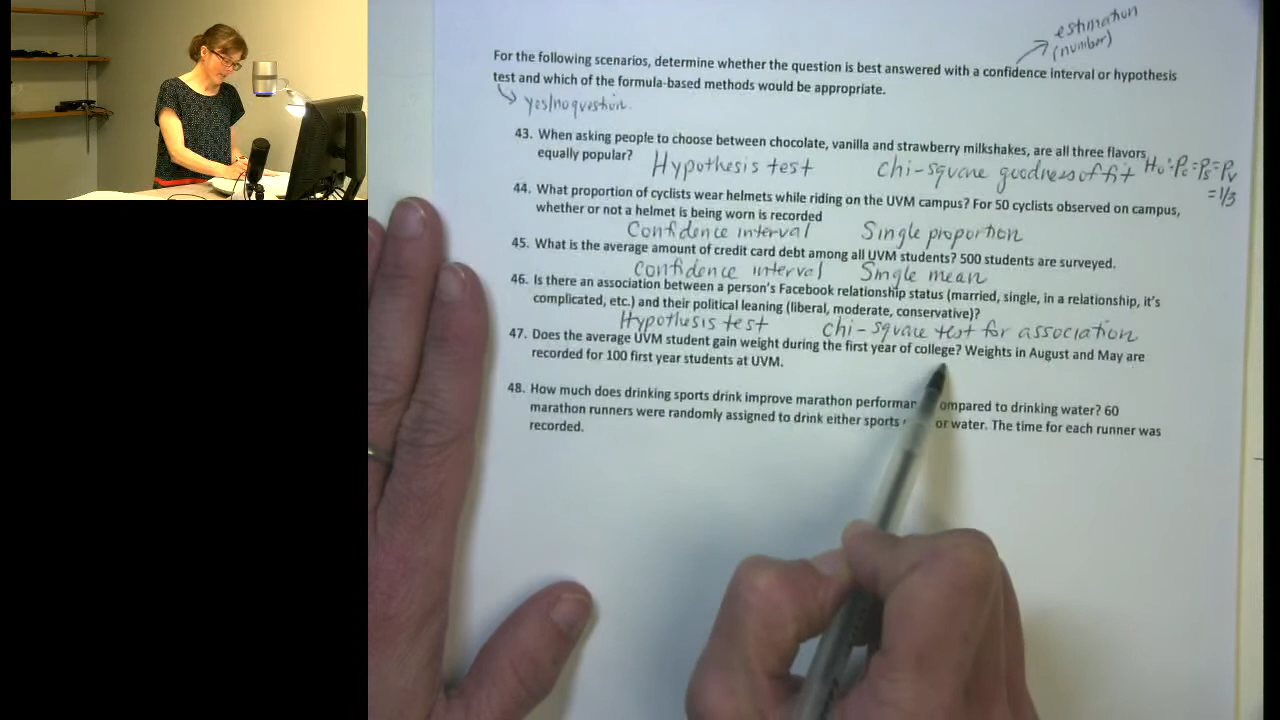 estimation
(number)
For the following scenarios, determine whether the question is best answered with a confidence interval or hypothesis
test and which of the formula-based methods would be appropriate.
yes/no question.
43. When asking people to choose between chocolate, vanilla and strawberry milkshakes, are all three flavors
equally popular? Hypothesis test chi-square goodness of fit H₀: Pc = Ps = Pv
= 1/3
44. What proportion of cyclists wear helmets while riding on the UVM campus? For 50 cyclists observed on campus,
whether or not a helmet is being worn is recorded
Confidence interval Single proportion
45. What is the average amount of credit card debt among all UVM students? 500 students are surveyed.
Confidence interval Single mean
46. Is there an association between a person's Facebook relationship status (married, single, in a relationship, it's
complicated, etc.) and their political leaning (liberal, moderate, conservative)?
Hypothesis test chi-square test for association
47. Does the average UVM student gain weight during the first year of college? Weights in August and May are
recorded for 100 first year students at UVM.
48. How much does drinking sports drink improve marathon performan ompared to drinking water? 60
marathon runners were randomly assigned to drink either sports or water. The time for each runner was
recorded.